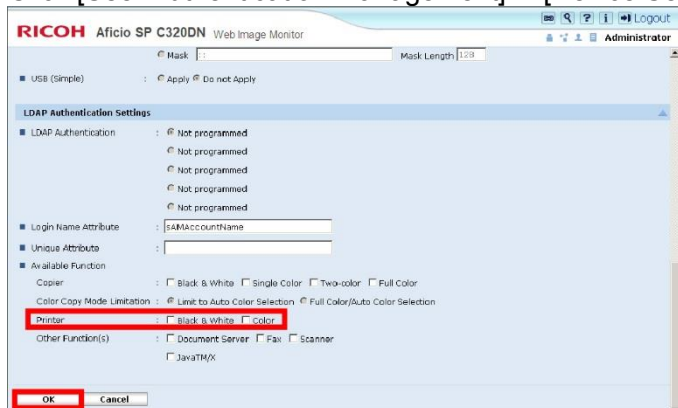 RICOH Aficio SP C320DN Web Image Monitor
Logout
Administrator
Mask :: Mask Length 128
USB (Simple) : Apply Do not Apply
LDAP Authentication Settings
LDAP Authentication : Not programmed
Not programmed
Not programmed
Not programmed
Not programmed
Login Name Attribute : sAMAccountName
Unique Attribute :
Available Function
Copier : Black & White Single Color Two-color Full Color
Color Copy Mode Limitation : Limit to Auto Color Selection Full Color/Auto Color Selection
Printer : Black & White Color
Other Function(s) : Document Server Fax Scanner
JavaTM/X
OK Cancel